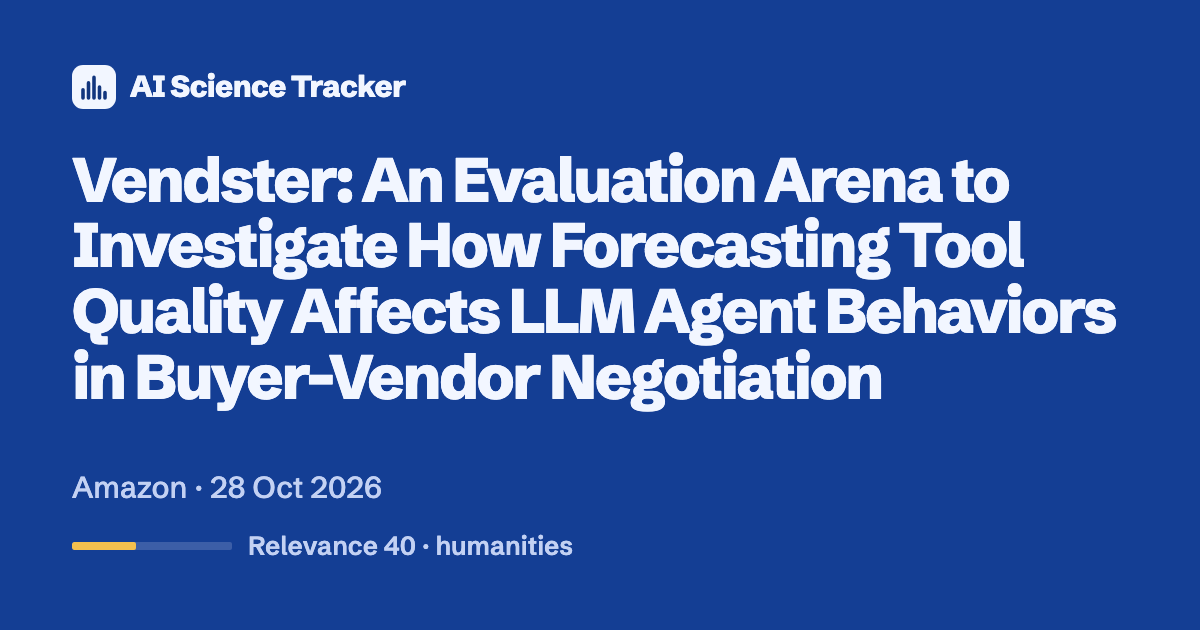 AI Science Tracker
Vendster: An Evaluation Arena to
Investigate How Forecasting Tool
Quality Affects LLM Agent Behaviors
in Buyer-Vendor Negotiation
Amazon · 28 Oct 2026
Relevance 40 · humanities